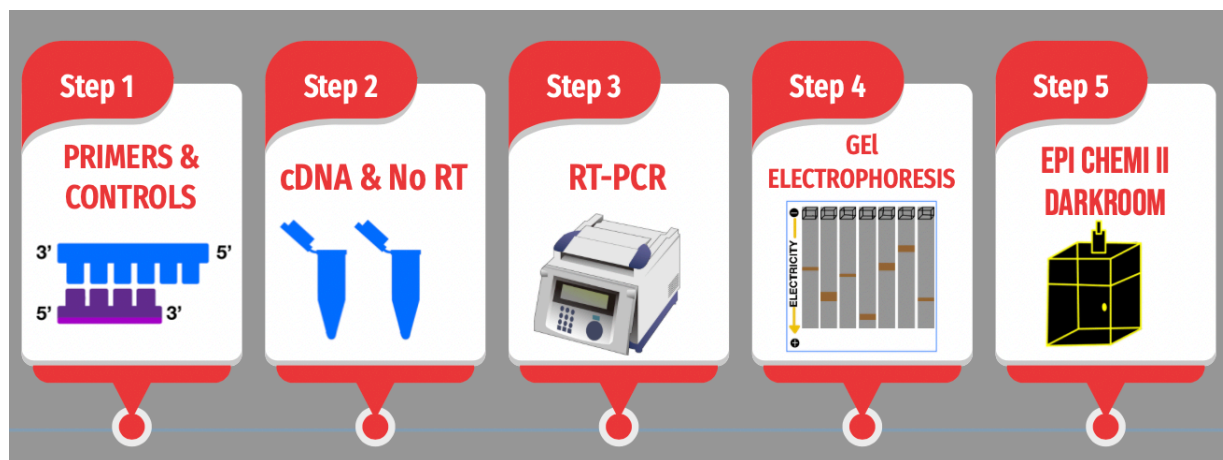 Step 1
PRIMERS &
CONTROLS
3’ 5’
5’ 3’
Step 2
cDNA & No RT
Step 3
RT-PCR
Step 4
GEl
ELECTROPHORESIS
ELECTRICITY
Step 5
EPI CHEMI II
DARKROOM